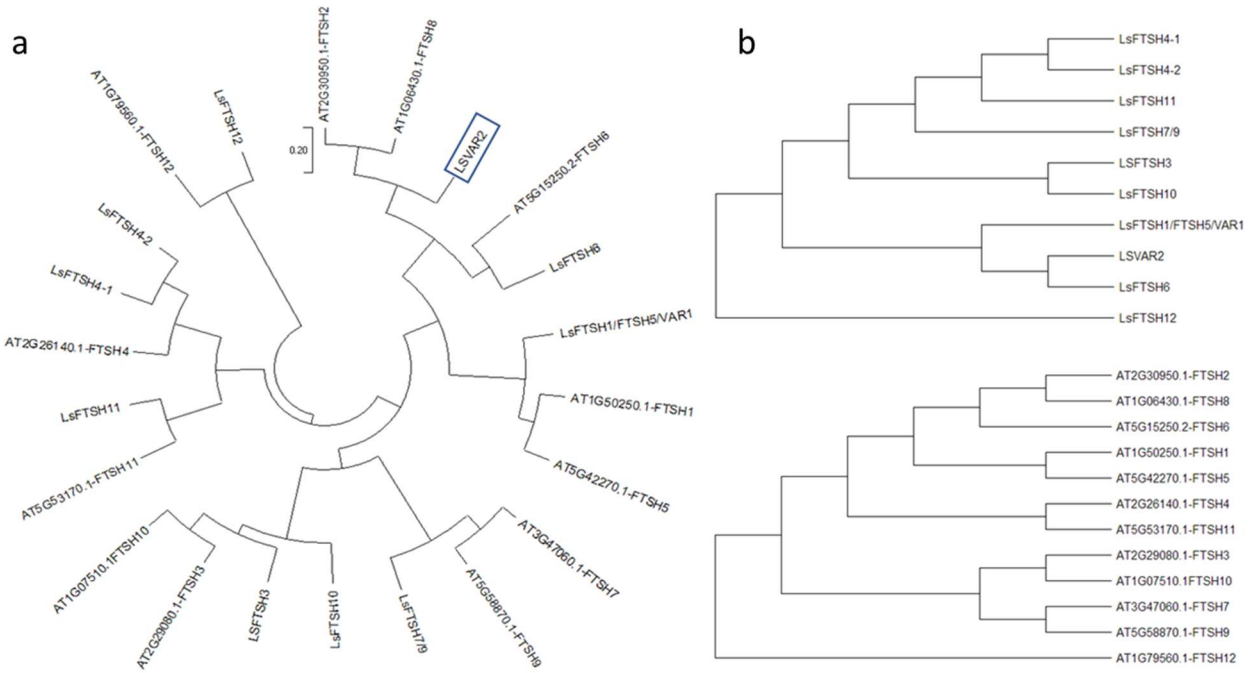 a
AT2G30950.1-FTSH2
AT1G06430.1-FTSH8
LSVAR2
AT5G15250.2-FTSH6
LsFTSH6
LsFTSH1/FTSH5/VAR1
AT1G50250.1-FTSH1
AT5G42270.1-FTSH5
AT3G47060.1-FTSH7
AT5G58870.1-FTSH9
LsFTSH7/9
LsFTSH10
LSFTSH3
AT2G29080.1-FTSH3
AT1G07510.1FTSH10
AT5G53170.1-FTSH11
LsFTSH11
AT2G26140.1-FTSH4
LsFTSH4-1
LsFTSH4-2
AT1G79560.1-FTSH12
LsFTSH12
0.20
b
LsFTSH4-1
LsFTSH4-2
LsFTSH11
LsFTSH7/9
LSFTSH3
LsFTSH10
LsFTSH1/FTSH5/VAR1
LSVAR2
LsFTSH6
LsFTSH12
AT2G30950.1-FTSH2
AT1G06430.1-FTSH8
AT5G15250.2-FTSH6
AT1G50250.1-FTSH1
AT5G42270.1-FTSH5
AT2G26140.1-FTSH4
AT5G53170.1-FTSH11
AT2G29080.1-FTSH3
AT1G07510.1FTSH10
AT3G47060.1-FTSH7
AT5G58870.1-FTSH9
AT1G79560.1-FTSH12